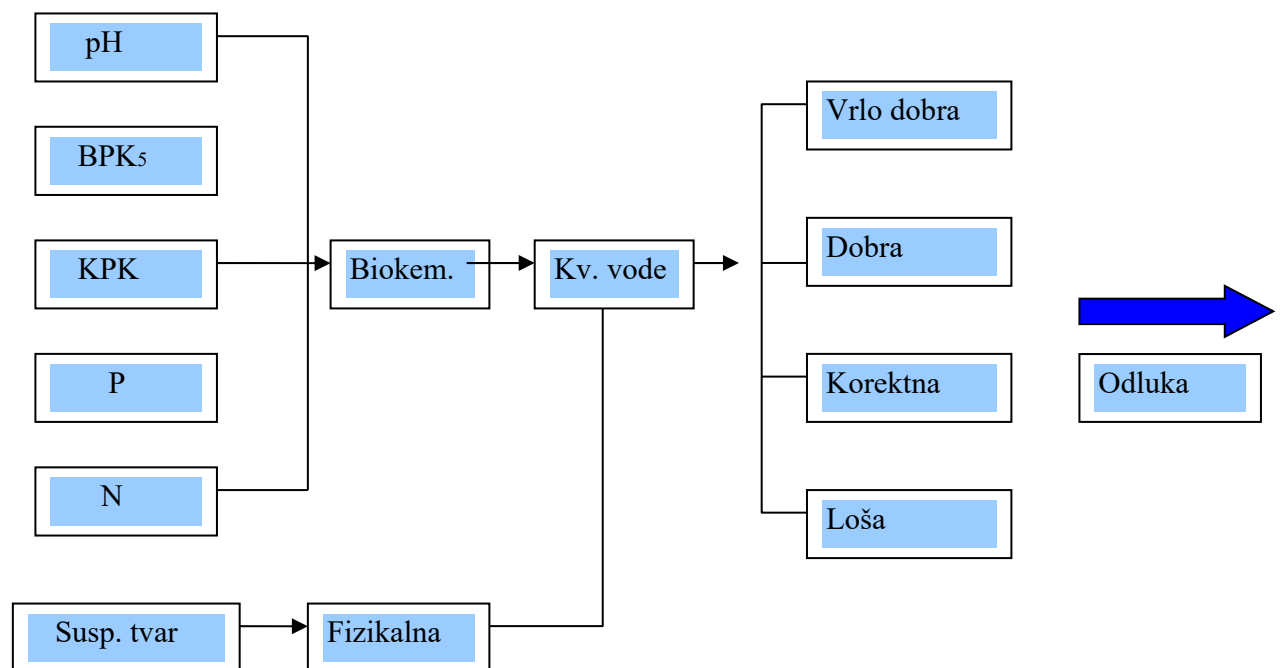 pH
BPK₅
KPK
P
N
Susp. tvar
Biokem.
Fizikalna
Kv. vode
Vrlo dobra
Dobra
Korektna
Loša
Odluka